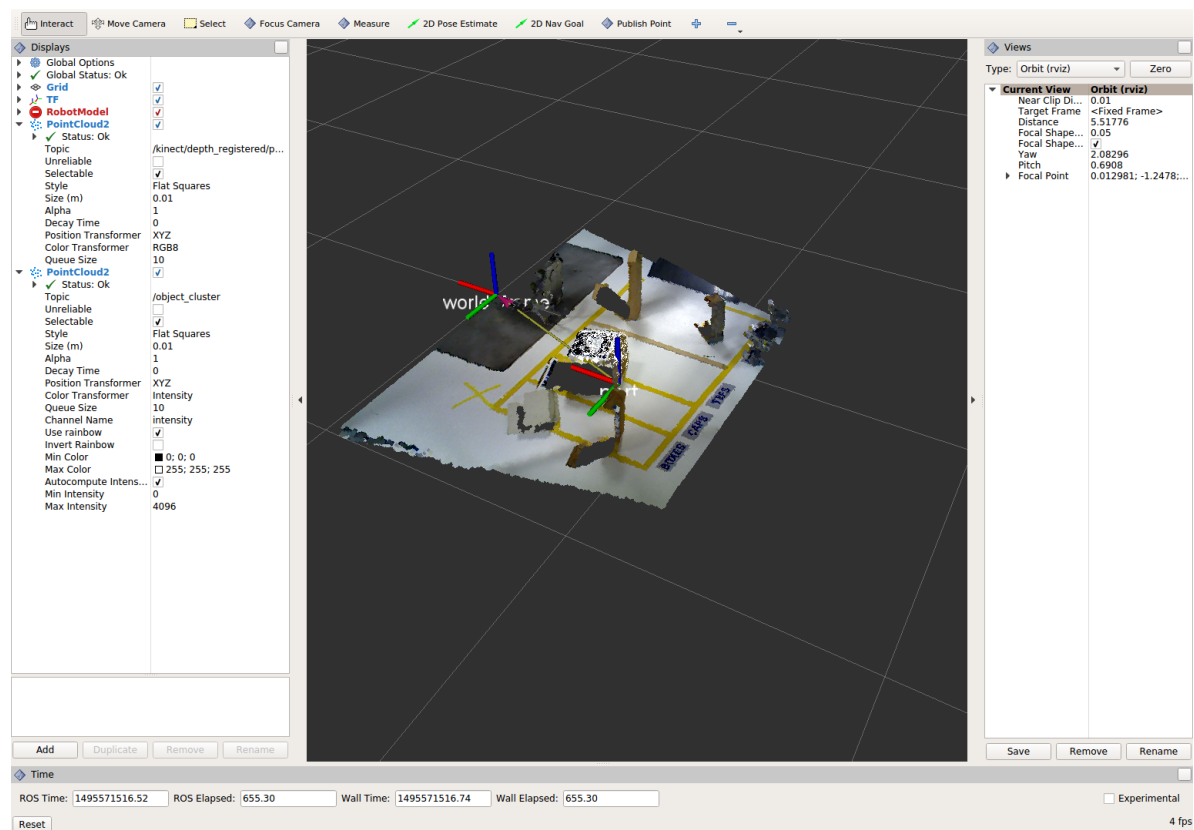 Interact Move Camera Select Focus Camera Measure 2D Pose Estimate 2D Nav Goal Publish Point
Displays
Global Options
Global Status: Ok
Grid
TF
RobotModel
PointCloud2
Status: Ok
Topic /kinect/depth_registered/p...
Unreliable
Selectable
Style Flat Squares
Size (m) 0.01
Alpha 1
Decay Time 0
Position Transformer XYZ
Color Transformer RGB8
Queue Size 10
PointCloud2
Status: Ok
Topic /object_cluster
Unreliable
Selectable
Style Flat Squares
Size (m) 0.01
Alpha 1
Decay Time 0
Position Transformer XYZ
Color Transformer Intensity
Queue Size 10
Channel Name intensity
Use rainbow
Invert Rainbow
Min Color 0; 0; 0
Max Color 255; 255; 255
Autocompute Intens...
Min Intensity 0
Max Intensity 4096
Add Duplicate Remove Rename
BOXES CAPS
Views
Type: Orbit (rviz) Zero
Current View Orbit (rviz)
Near Clip Di... 0.01
Target Frame <Fixed Frame>
Distance 5.51776
Focal Shape... 0.05
Focal Shape...
Yaw 2.08296
Pitch 0.6908
Focal Point 0.012981; -1.2478;...
Save Remove Rename
Time
ROS Time: 1495571516.52 ROS Elapsed: 655.30 Wall Time: 1495571516.74 Wall Elapsed: 655.30 Experimental
Reset 4 fps